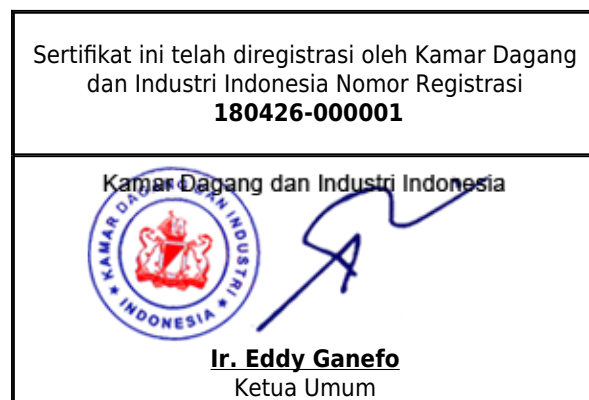 Sertifikat ini telah diregistrasi oleh Kamar Dagang
dan Industri Indonesia Nomor Registrasi
180426-000001
Kamar Dagang dan Industri Indonesia
KAMAR DAGANG DAN INDUSTRI
★ INDONESIA ★
Ir. Eddy Ganefo
Ketua Umum